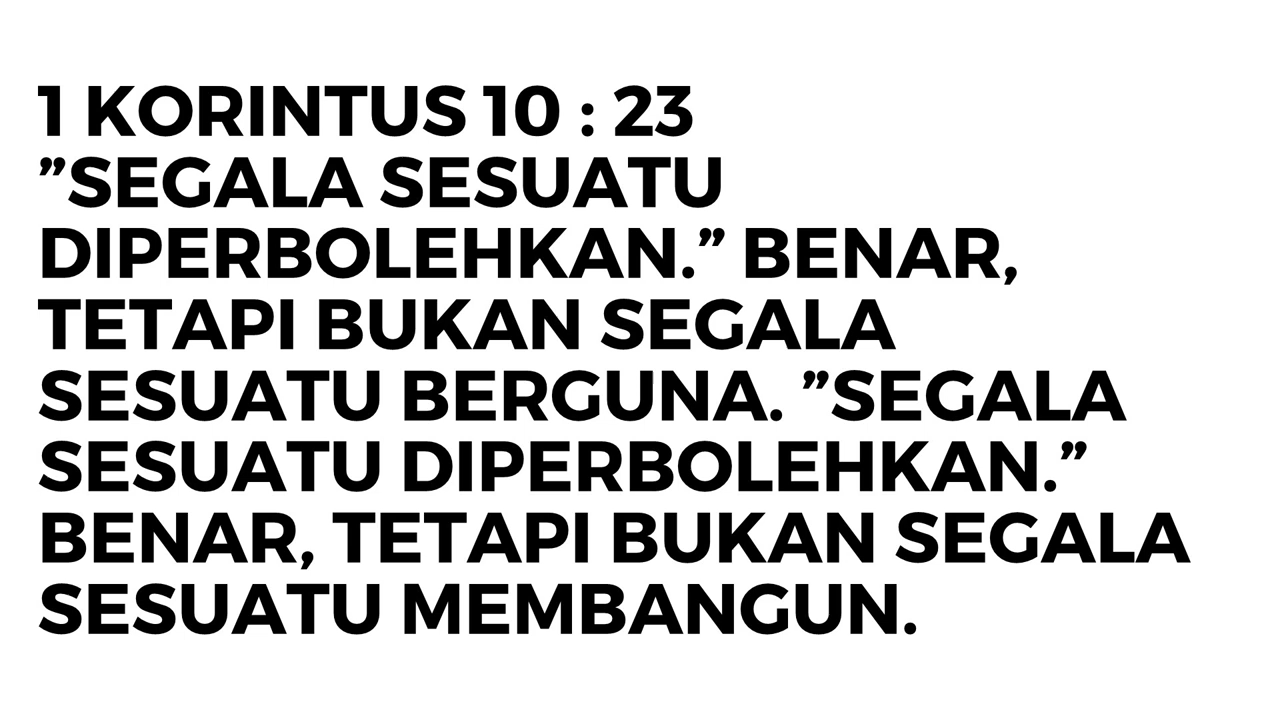 1 KORINTUS 10 : 23
”SEGALA SESUATU
DIPERBOLEHKAN.” BENAR,
TETAPI BUKAN SEGALA
SESUATU BERGUNA. ”SEGALA
SESUATU DIPERBOLEHKAN.”
BENAR, TETAPI BUKAN SEGALA
SESUATU MEMBANGUN.